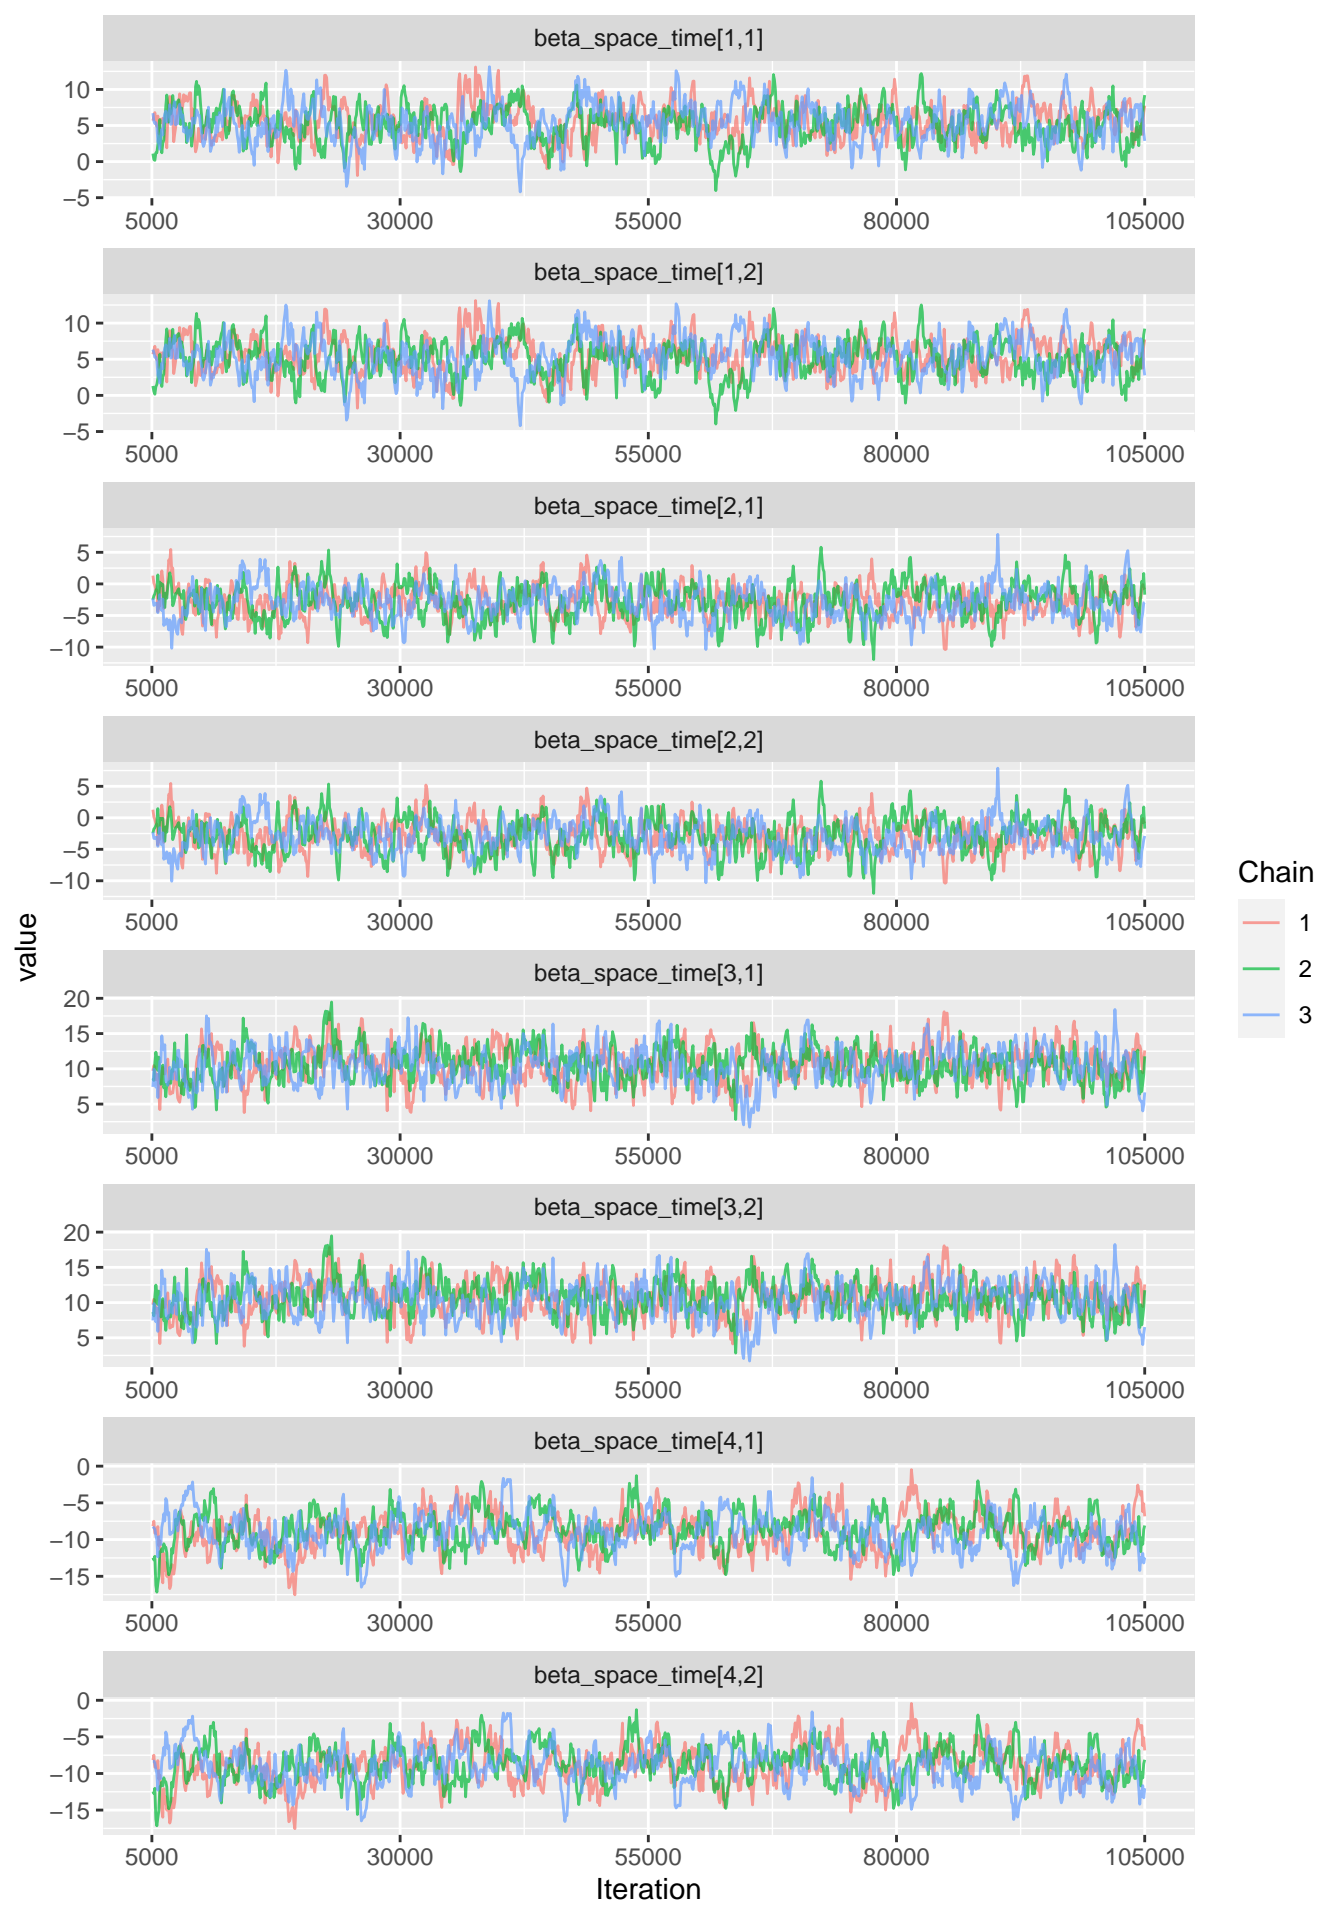 beta_space_time[1,1]
10
5
0
−5
5000 30000 55000 80000 105000
beta_space_time[1,2]
10
5
0
−5
5000 30000 55000 80000 105000
beta_space_time[2,1]
5
0
−5
−10
5000 30000 55000 80000 105000
beta_space_time[2,2]
5
0
−5
−10
5000 30000 55000 80000 105000
beta_space_time[3,1]
20
15
10
5
5000 30000 55000 80000 105000
beta_space_time[3,2]
20
15
10
5
5000 30000 55000 80000 105000
beta_space_time[4,1]
0
−5
−10
−15
5000 30000 55000 80000 105000
beta_space_time[4,2]
0
−5
−10
−15
5000 30000 55000 80000 105000
Iteration
value
Chain
1
2
3